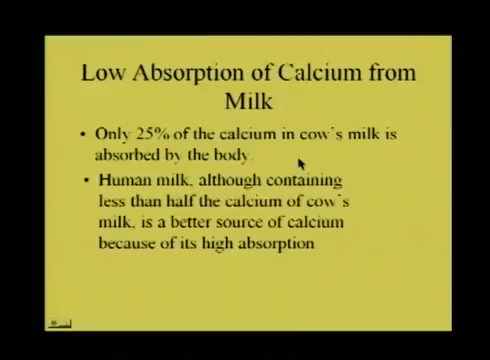 Low Absorption of Calcium from
Milk
• Only 25% of the calcium in cow's milk is
absorbed by the body.
• Human milk, although containing
less than half the calcium of cow's
milk, is a better source of calcium
because of its high absorption